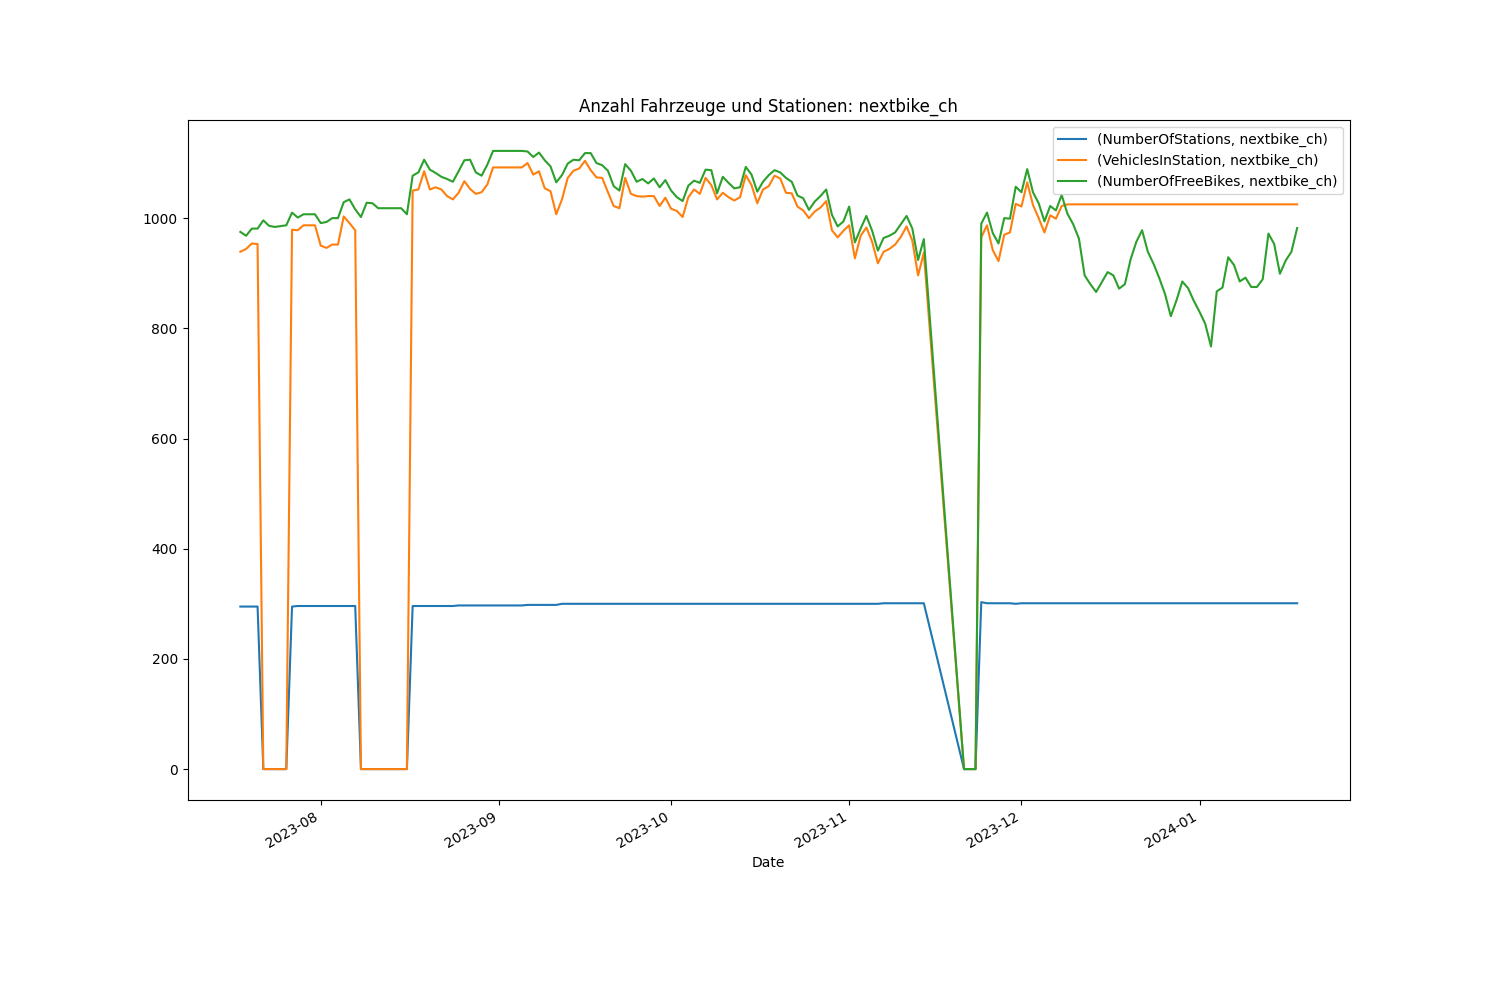 Anzahl Fahrzeuge und Stationen: nextbike_ch
(NumberOfStations, nextbike_ch)
(VehiclesInStation, nextbike_ch)
(NumberOfFreeBikes, nextbike_ch)
1000
800
600
400
200
0
2023-08
2023-09
2023-10
2023-11
2023-12
2024-01
Date